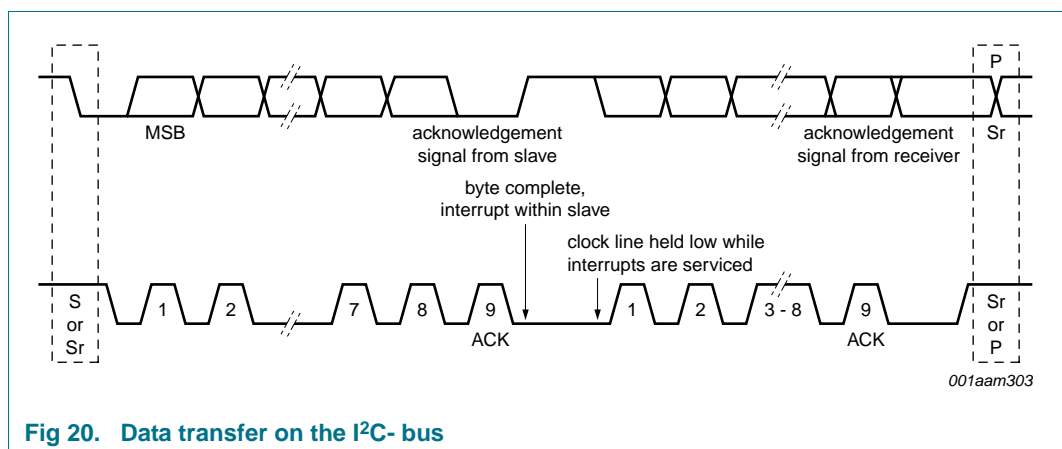 P
MSB
acknowledgement
signal from slave
acknowledgement
signal from receiver
Sr
byte complete,
interrupt within slave
clock line held low while
interrupts are serviced
S
or
Sr
1
2
7
8
9
ACK
1
2
3 - 8
9
ACK
Sr
or
P
001aam303
Fig 20. Data transfer on the I²C- bus